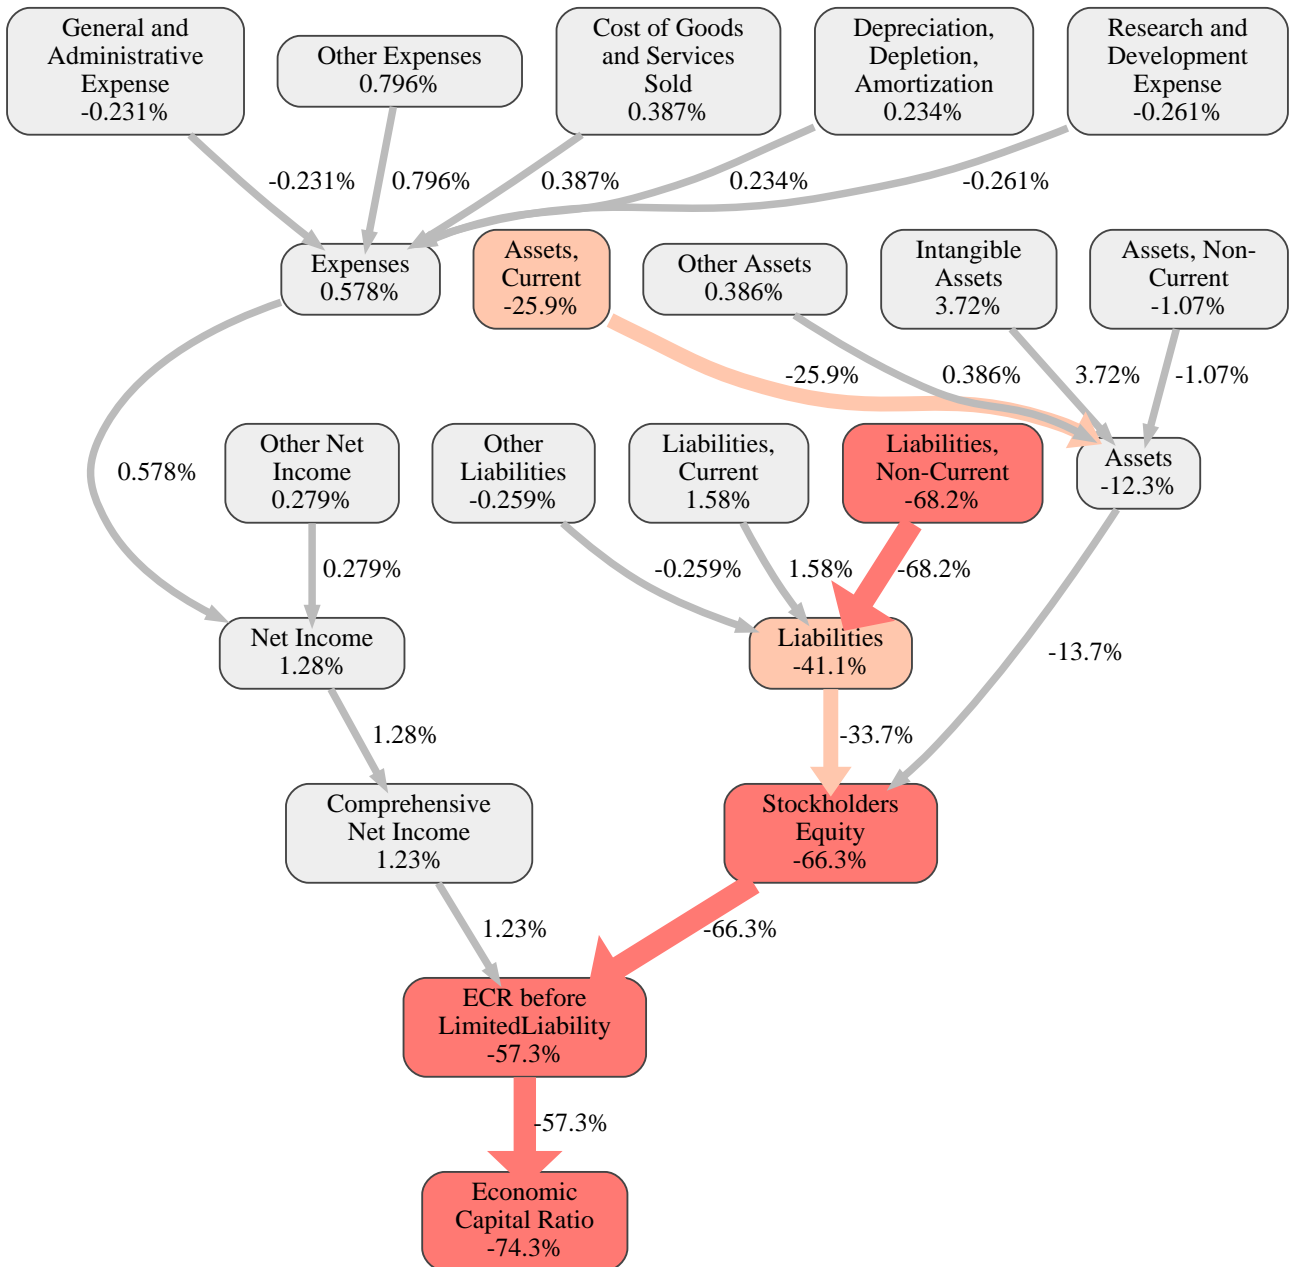 General and
Administrative
Expense
-0.231%
Other Expenses
0.796%
Cost of Goods
and Services
Sold
0.387%
Depreciation,
Depletion,
Amortization
0.234%
Research and
Development
Expense
-0.261%
-0.231%
0.796%
0.387%
0.234%
-0.261%
Expenses
0.578%
Assets,
Current
-25.9%
Other Assets
0.386%
Intangible
Assets
3.72%
Assets, Non-
Current
-1.07%
-25.9%
0.386%
3.72%
-1.07%
0.578%
Other Net
Income
0.279%
Other
Liabilities
-0.259%
Liabilities,
Current
1.58%
Liabilities,
Non-Current
-68.2%
Assets
-12.3%
0.279%
-0.259%
1.58%
-68.2%
Net Income
1.28%
Liabilities
-41.1%
-13.7%
1.28%
-33.7%
Comprehensive
Net Income
1.23%
Stockholders
Equity
-66.3%
1.23%
-66.3%
ECR before
LimitedLiability
-57.3%
-57.3%
Economic
Capital Ratio
-74.3%